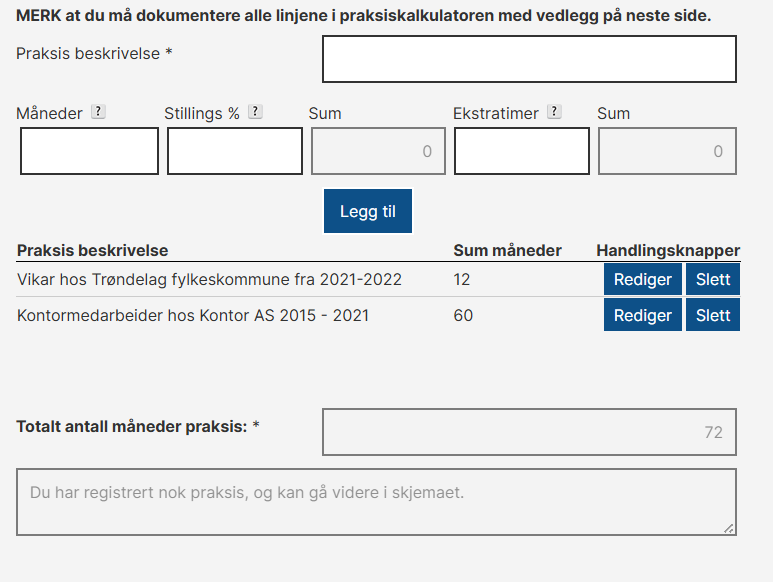 MERK at du må dokumentere alle linjene i praksiskalkulatoren med vedlegg på neste side.
Praksis beskrivelse *
Måneder ? Stillings % ? Sum Ekstratimer ? Sum
0 0
Legg til
Praksis beskrivelse Sum måneder Handlingsknapper
Vikar hos Trøndelag fylkeskommune fra 2021-2022 12 Rediger Slett
Kontormedarbeider hos Kontor AS 2015 - 2021 60 Rediger Slett
Totalt antall måneder praksis: * 72
Du har registrert nok praksis, og kan gå videre i skjemaet.